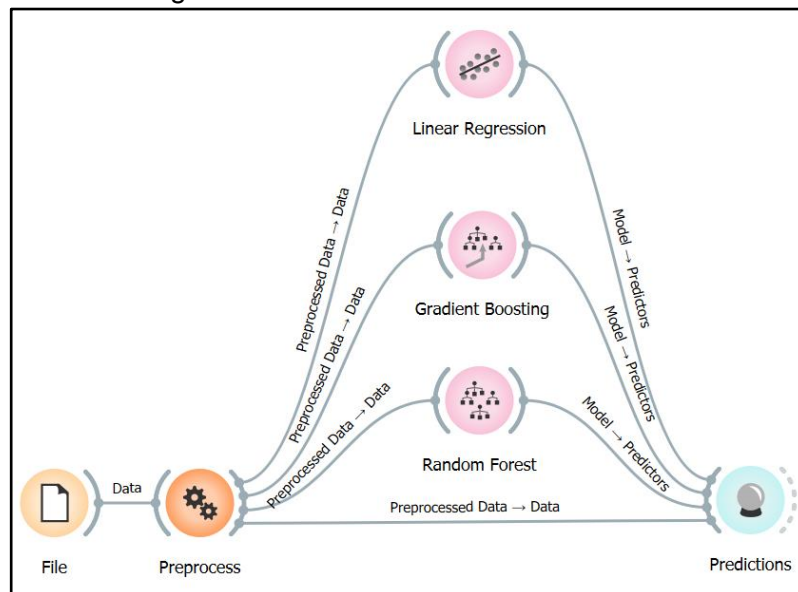 Linear Regression
Preprocessed Data → Data
Model → Predictors
Gradient Boosting
Preprocessed Data → Data
Model → Predictors
Random Forest
Preprocessed Data → Data
Model → Predictors
Data
Preprocessed Data → Data
File
Preprocess
Predictions